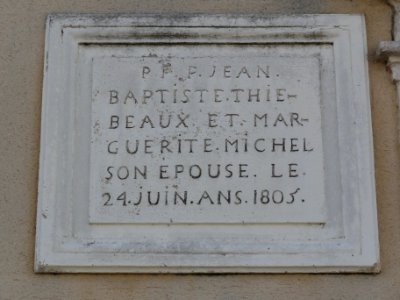 P. F. P. JEAN.
BAPTISTE. THIE-
BEAUX. ET. MAR-
GUERITE. MICHEL
SON EPOUSE. LE.
24. JUIN. ANS. 1805.